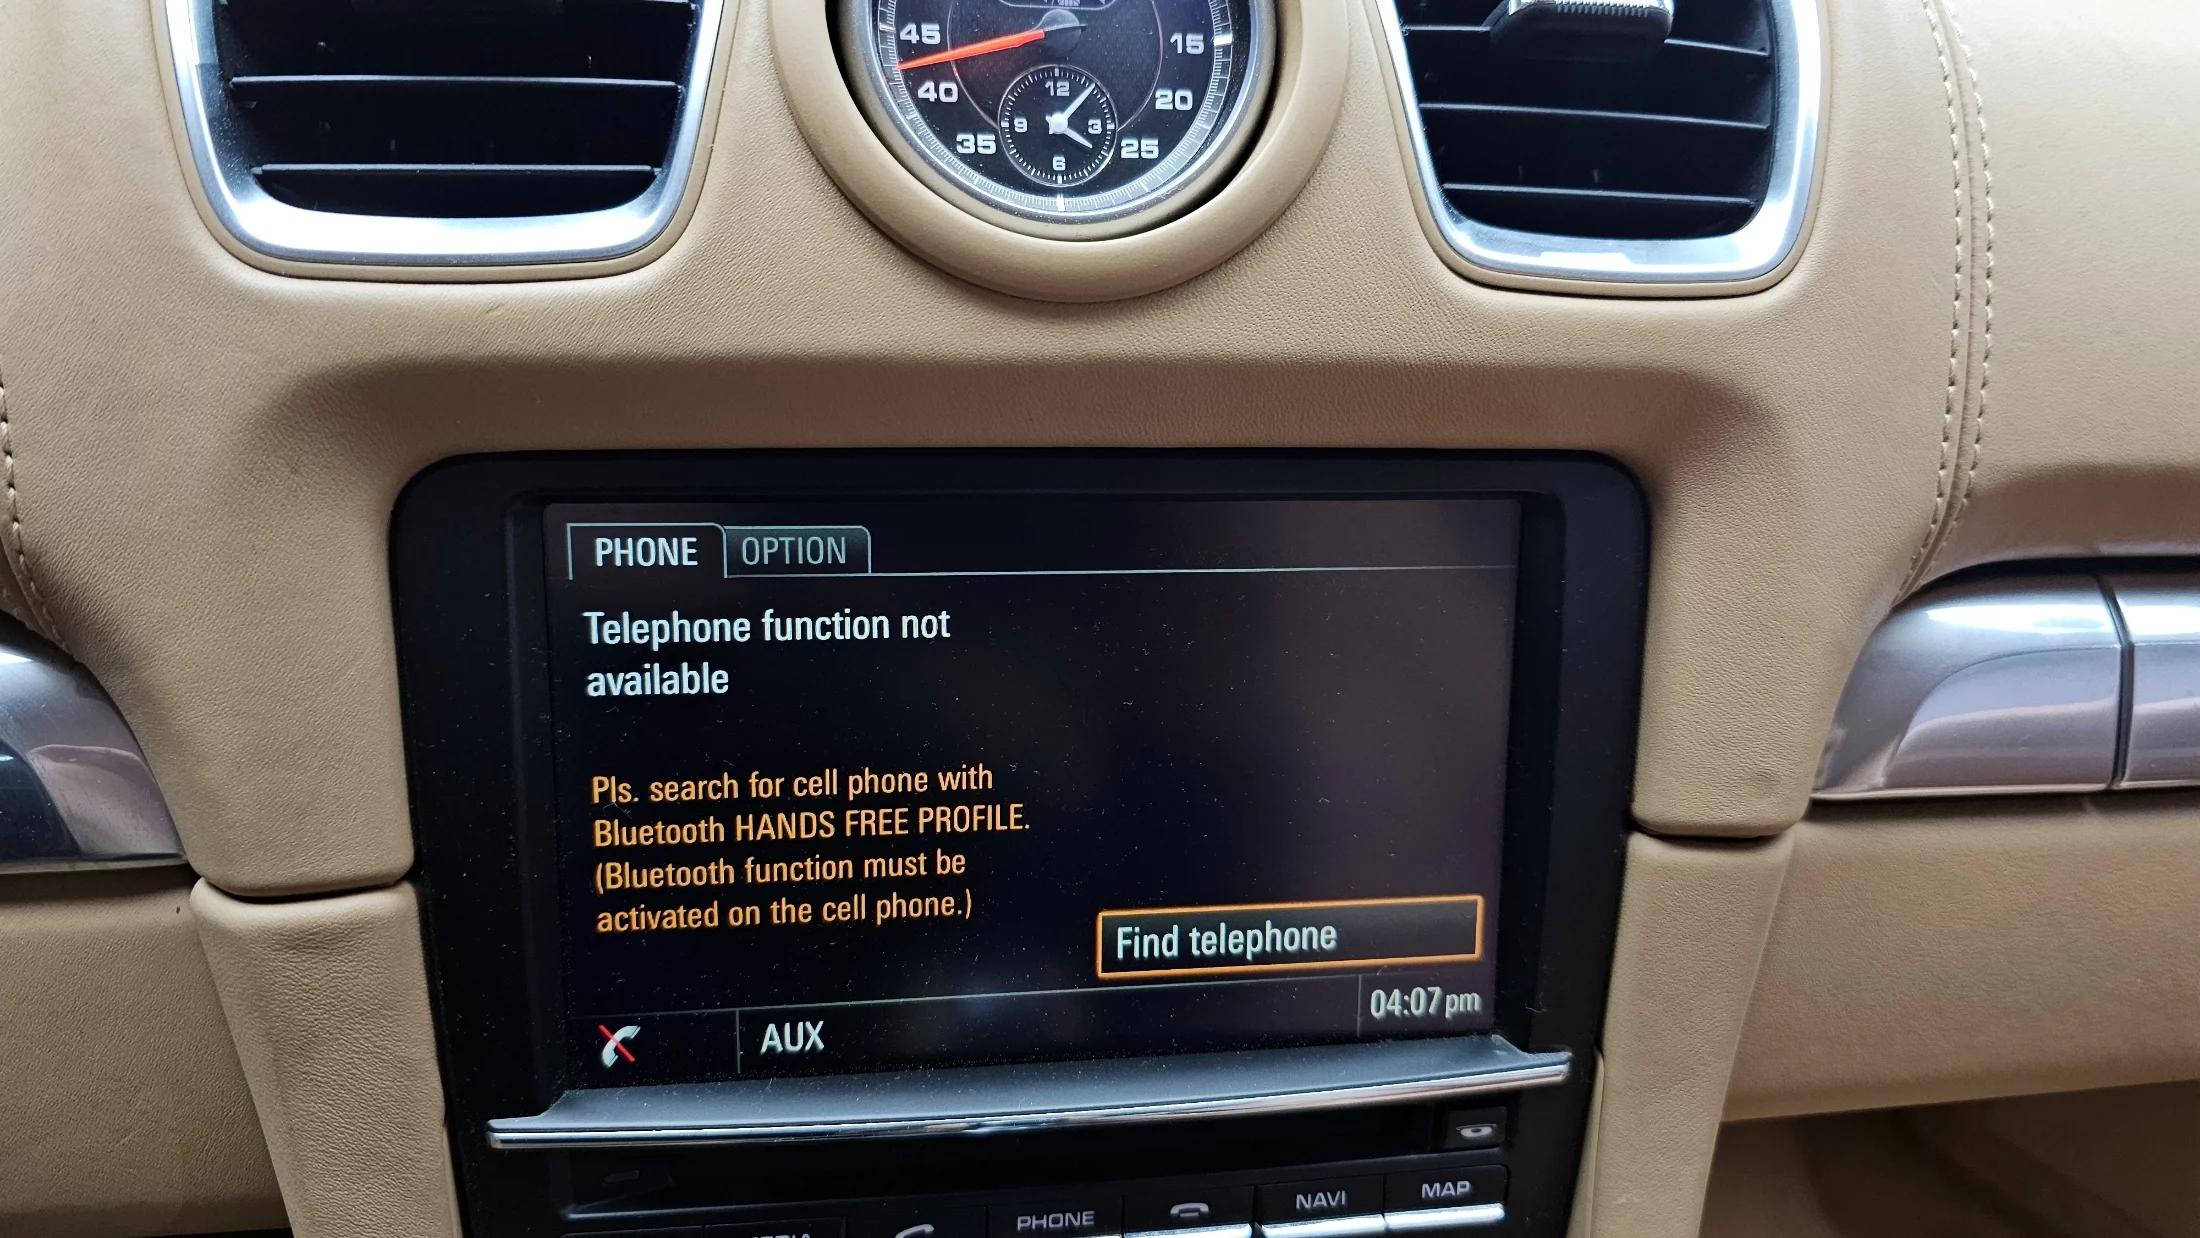 45
15
40
20
12
9
3
35
25
6
PHONE
OPTION
Telephone function not
available
Pls. search for cell phone with
Bluetooth HANDS FREE PROFILE.
(Bluetooth function must be
activated on the cell phone.)
Find telephone
04:07pm
AUX
PHONE
NAVI
MAP